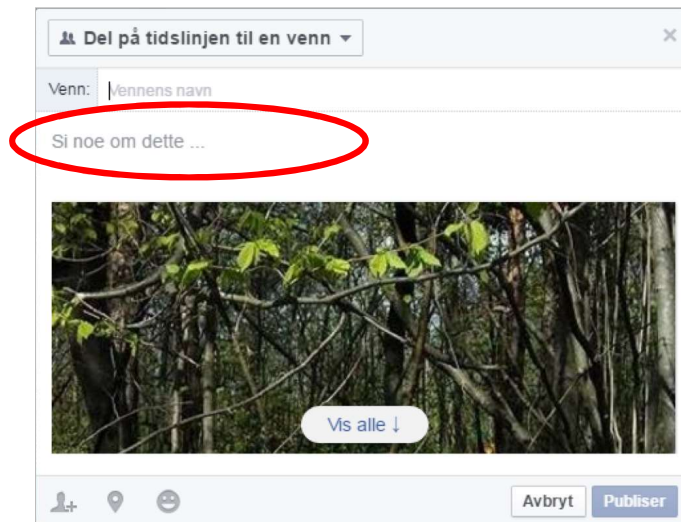 Del på tidslinjen til en venn
Venn: Vennens navn
Si noe om dette ...
Vis alle ↓
Avbryt Publiser